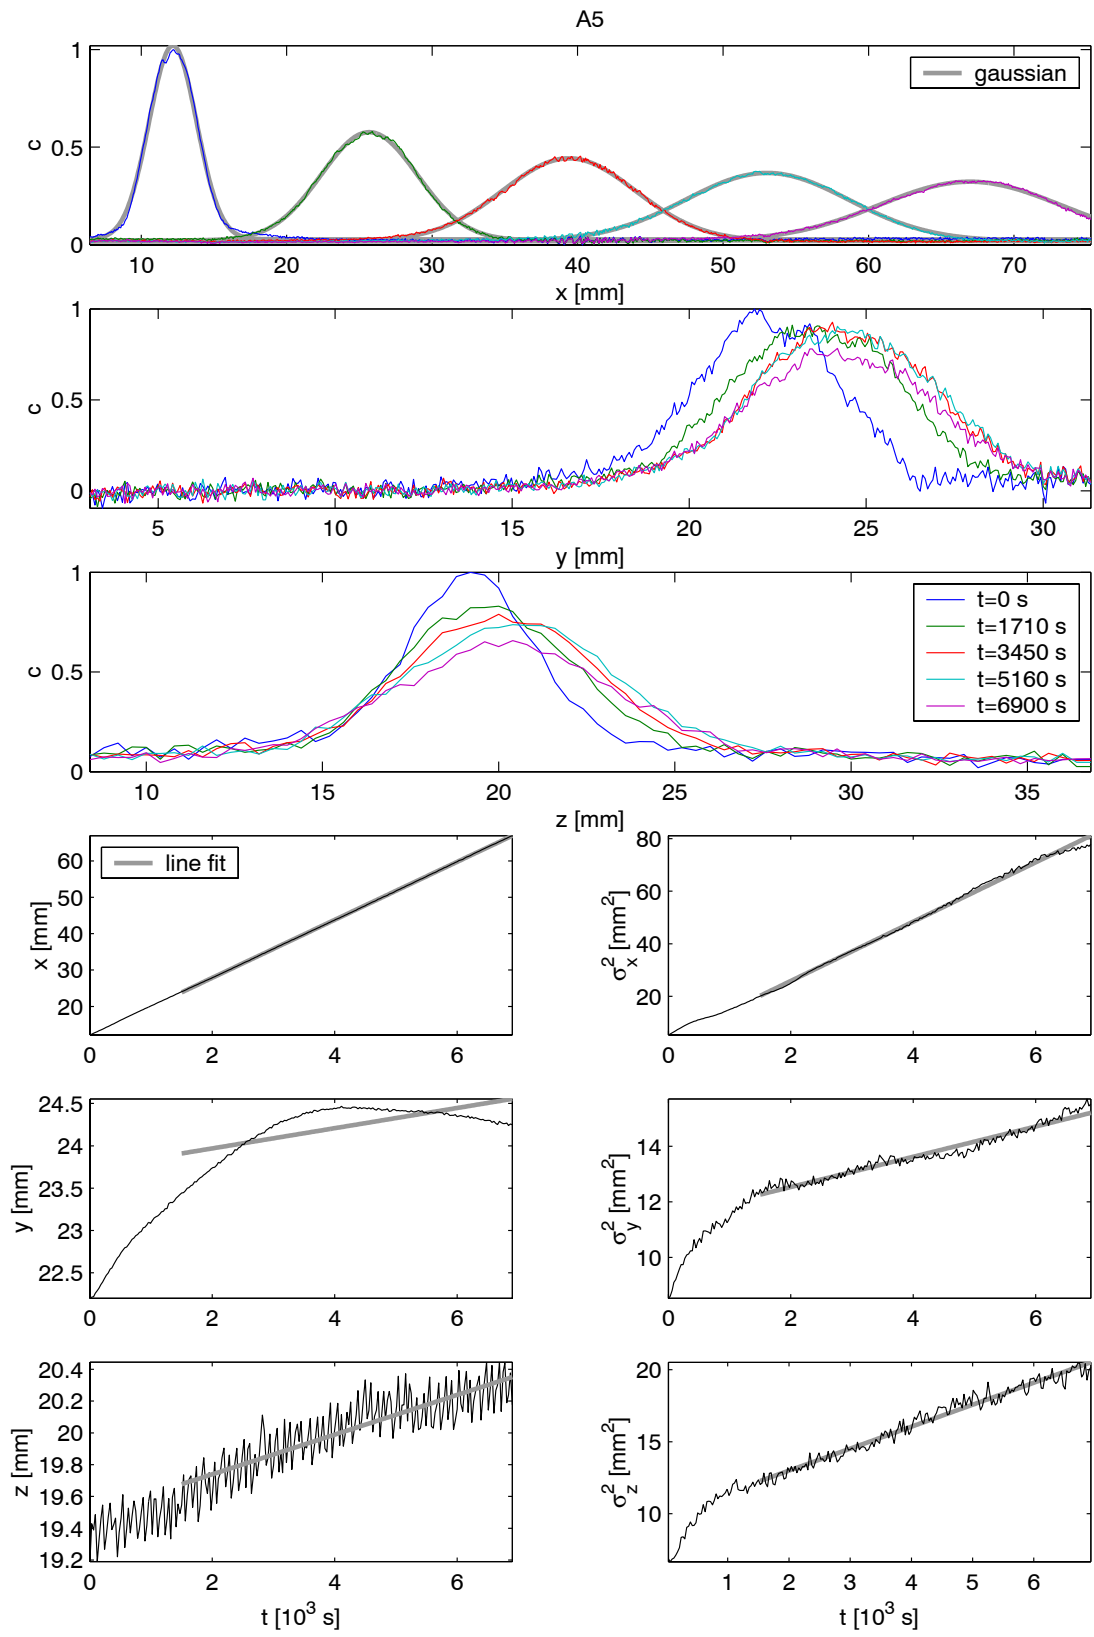 A5
1
0.5
0
c
gaussian
10 20 30 40 50 60 70
x [mm]
1
0.5
0
c
5 10 15 20 25 30
y [mm]
1
0.5
0
c
t=0 s
t=1710 s
t=3450 s
t=5160 s
t=6900 s
10 15 20 25 30 35
z [mm]
60
50
40
30
20
x [mm]
line fit
0 2 4 6
80
60
40
20
σx² [mm²]
0 2 4 6
24.5
24
23.5
23
22.5
y [mm]
0 2 4 6
14
12
10
σy² [mm²]
0 2 4 6
20.4
20.2
20
19.8
19.6
19.4
19.2
z [mm]
0 2 4 6
t [10³ s]
20
15
10
σz² [mm²]
1 2 3 4 5 6
t [10³ s]